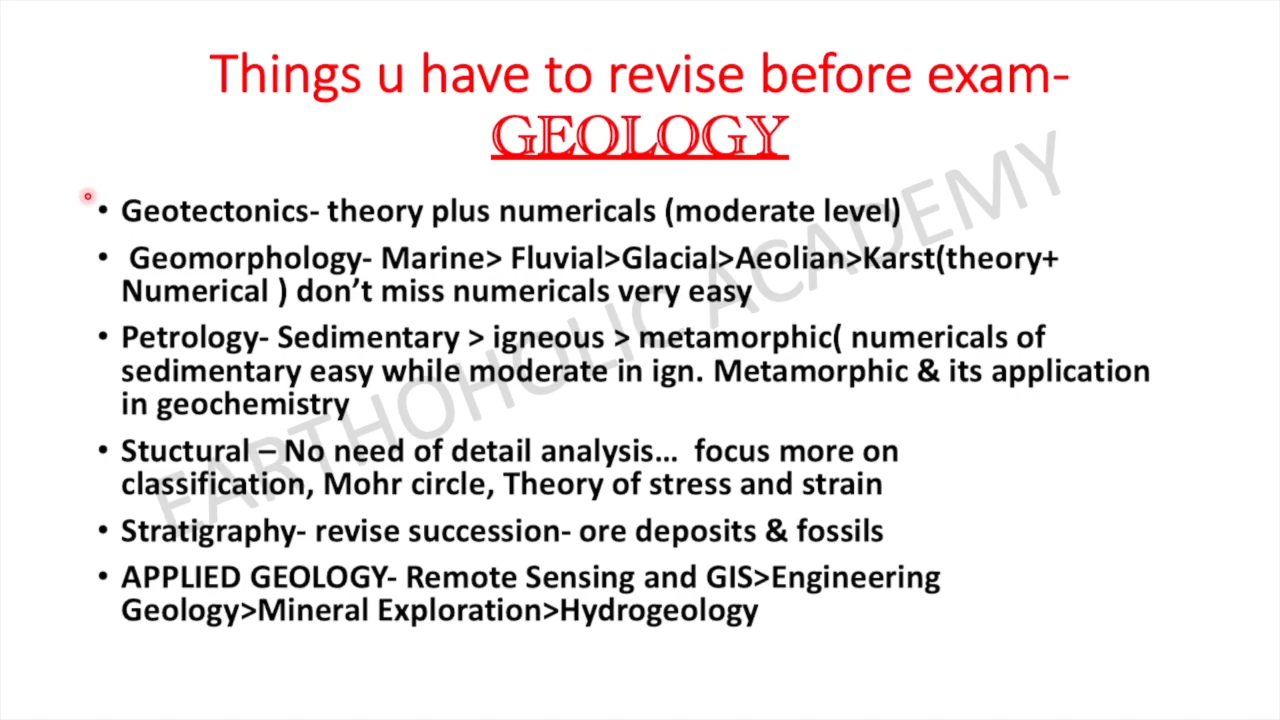 Things u have to revise before exam-
GEOLOGY
• Geotectonics- theory plus numericals (moderate level)
• Geomorphology- Marine> Fluvial>Glacial>Aeolian>Karst(theory+
Numerical ) don’t miss numericals very easy
• Petrology- Sedimentary > igneous > metamorphic( numericals of
sedimentary easy while moderate in ign. Metamorphic & its application
in geochemistry
• Stuctural – No need of detail analysis… focus more on
classification, Mohr circle, Theory of stress and strain
• Stratigraphy- revise succession- ore deposits & fossils
• APPLIED GEOLOGY- Remote Sensing and GIS>Engineering
Geology>Mineral Exploration>Hydrogeology
EARTHOHOLIC ACADEMY